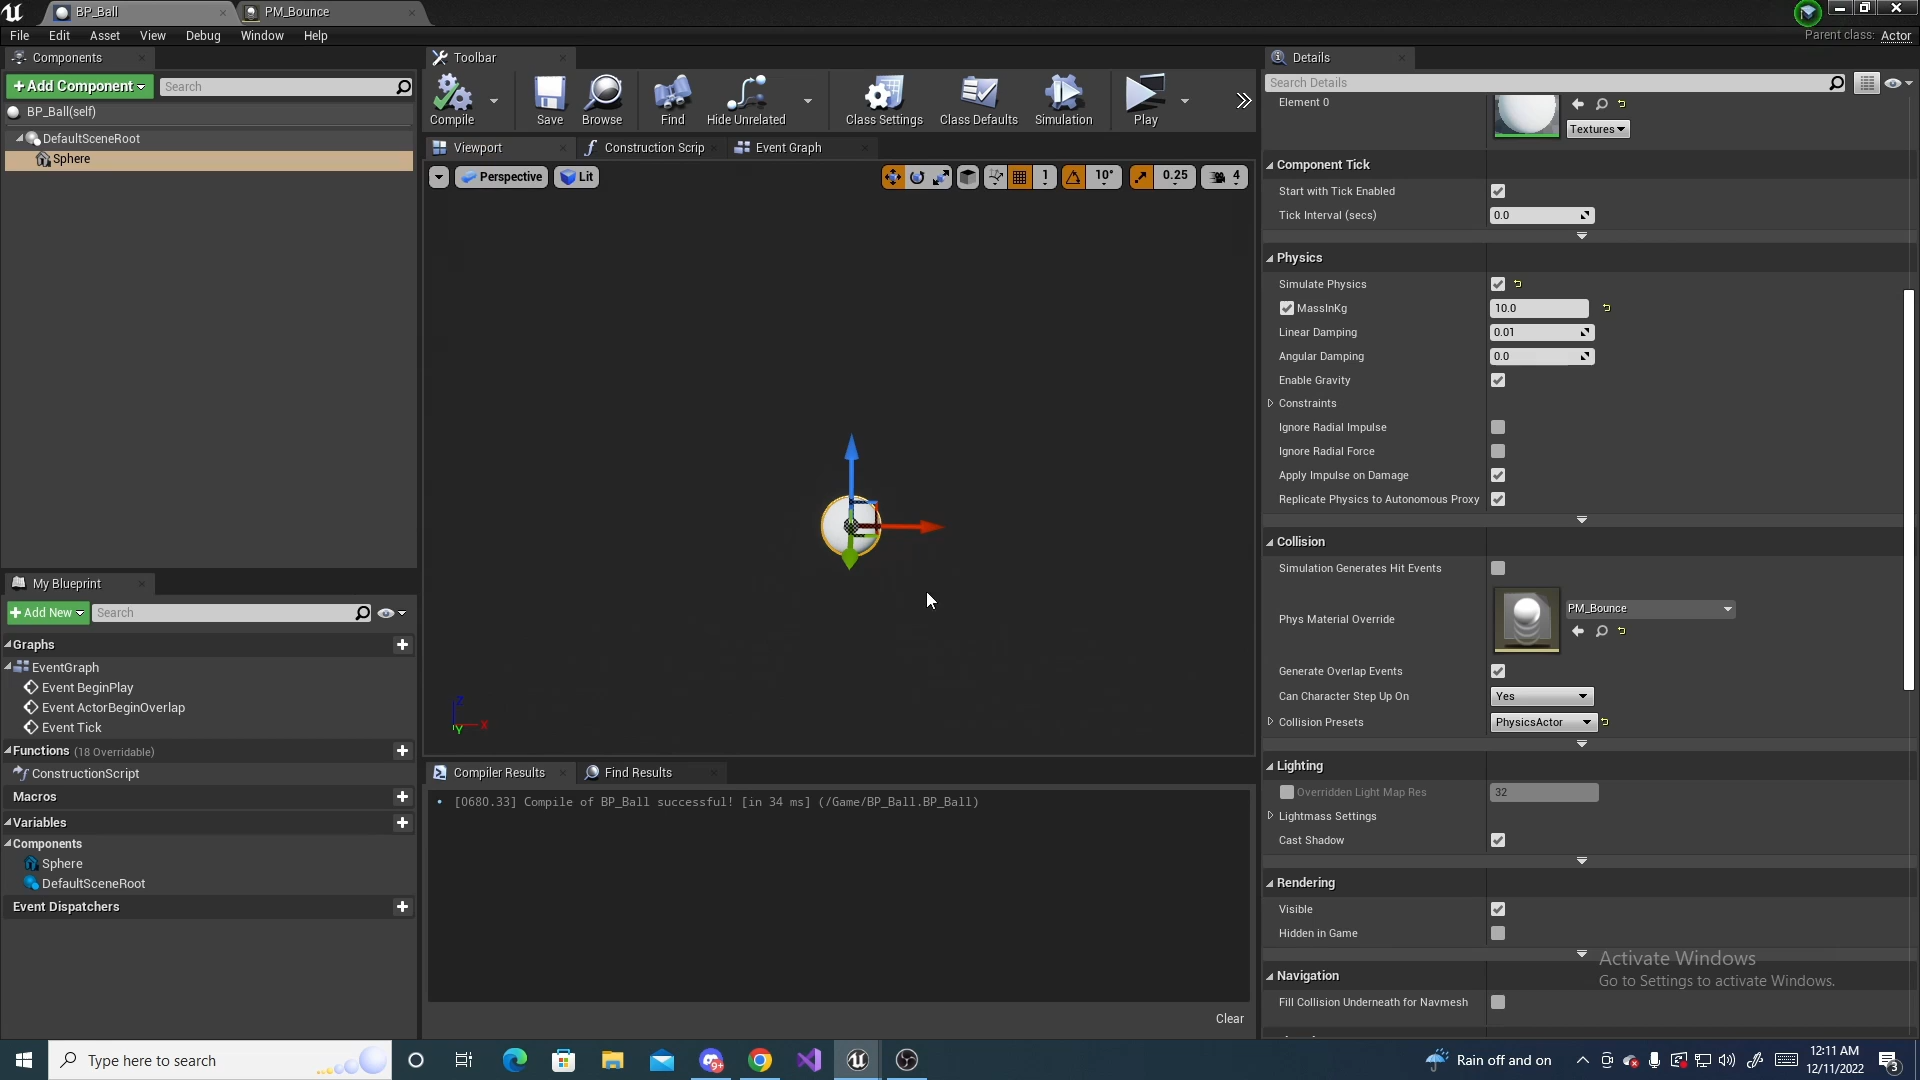 BP_Ball
PM_Bounce
Parent class: Actor
File Edit Asset View Debug Window Help
Components
+Add Component
Search
BP_Ball(self)
DefaultSceneRoot
Sphere
My Blueprint
+Add New
Search
Graphs
EventGraph
Event BeginPlay
Event ActorBeginOverlap
Event Tick
Functions (18 Overridable)
ConstructionScript
Macros
Variables
Components
Sphere
DefaultSceneRoot
Event Dispatchers
Toolbar
Compile
Save
Browse
Find
Hide Unrelated
Class Settings
Class Defaults
Simulation
Play
Viewport
Construction Scrip
Event Graph
Perspective
Lit
1
10°
0.25
4
Z
X
Y
Compiler Results
Find Results
[0680.33] Compile of BP_Ball successful! [in 34 ms] (/Game/BP_Ball.BP_Ball)
Clear
Details
Search Details
Element 0
Textures
Component Tick
Start with Tick Enabled
Tick Interval (secs) 0.0
Physics
Simulate Physics
MassInKg 10.0
Linear Damping 0.01
Angular Damping 0.0
Enable Gravity
Constraints
Ignore Radial Impulse
Ignore Radial Force
Apply Impulse on Damage
Replicate Physics to Autonomous Proxy
Collision
Simulation Generates Hit Events
Phys Material Override PM_Bounce
Generate Overlap Events
Can Character Step Up On Yes
Collision Presets PhysicsActor
Lighting
Overridden Light Map Res 32
Lightmass Settings
Cast Shadow
Rendering
Visible
Hidden in Game
Activate Windows
Go to Settings to activate Windows.
Navigation
Fill Collision Underneath for Navmesh
Type here to search
9+
Rain off and on
12:11 AM
12/11/2022
3